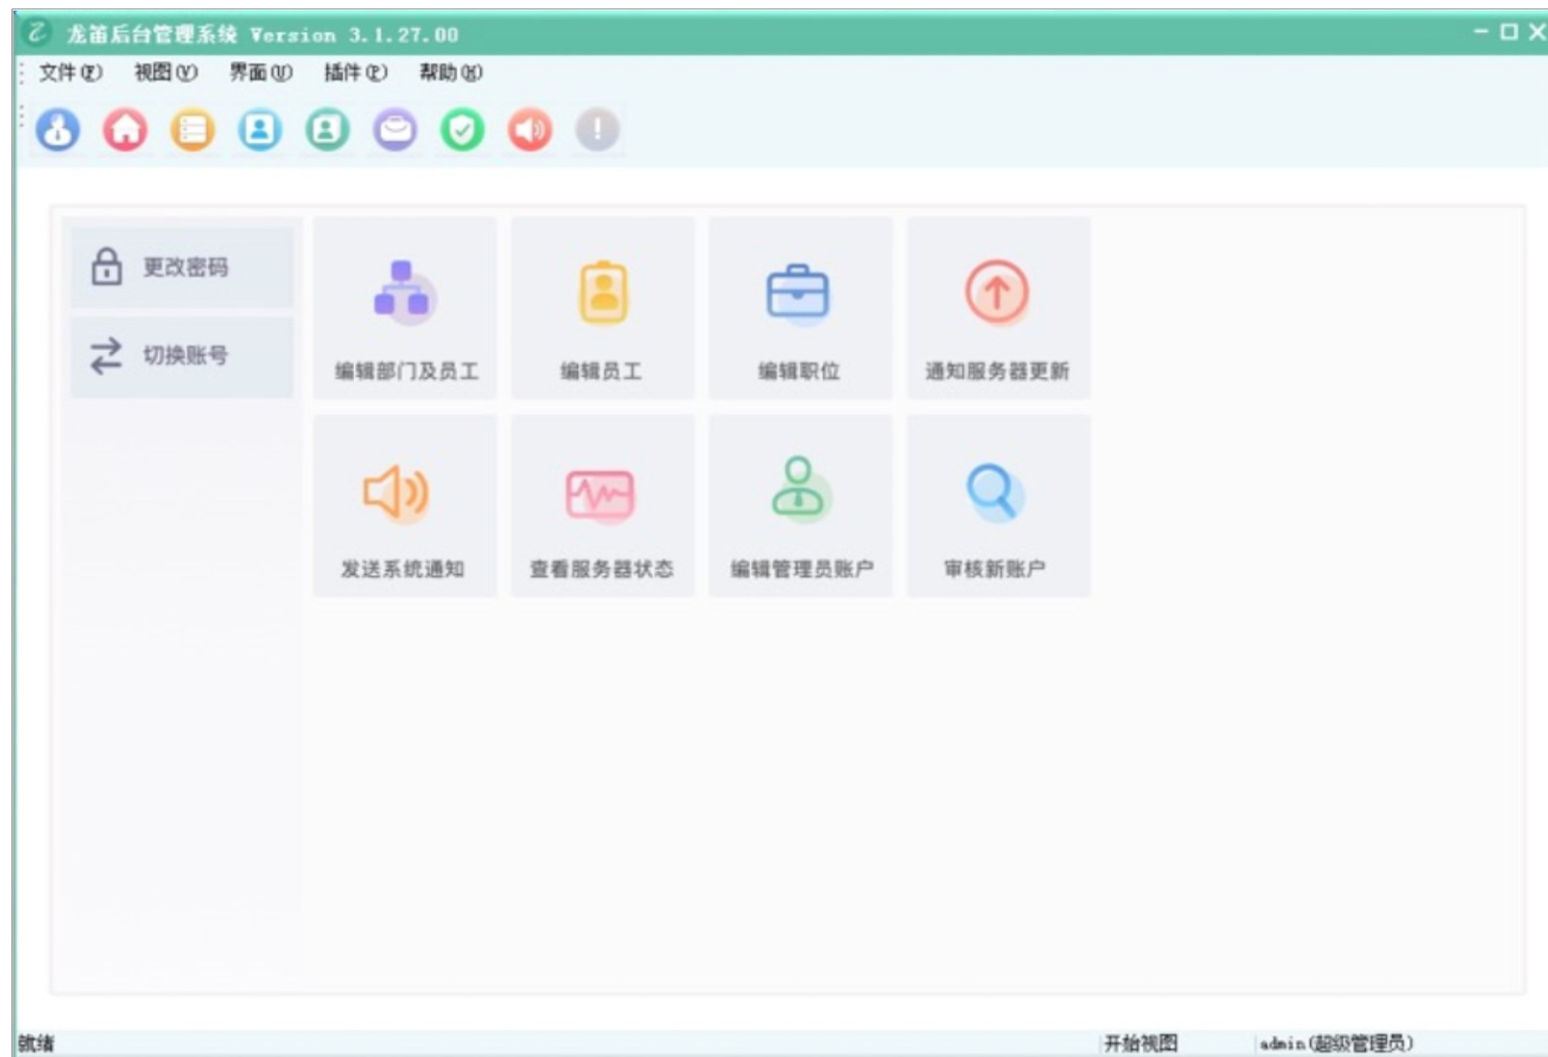 龙笛后台管理系统 Version 3.1.27.00
文件(F) 视图(V) 界面(U) 插件(P) 帮助(H)
更改密码
切换账号
编辑部门及员工 编辑员工 编辑职位 通知服务器更新
发送系统通知 查看服务器状态 编辑管理员账户 审核新账户
就绪 开始视图 admin(超级管理员)